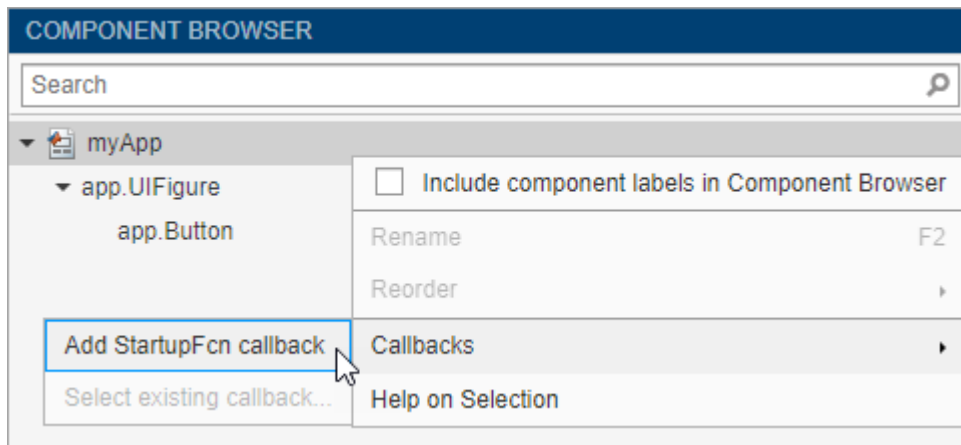 COMPONENT BROWSER
Search
myApp
app.UIFigure
Include component labels in Component Browser
app.Button
Rename F2
Reorder
Add StartupFcn callback
Callbacks
Select existing callback...
Help on Selection